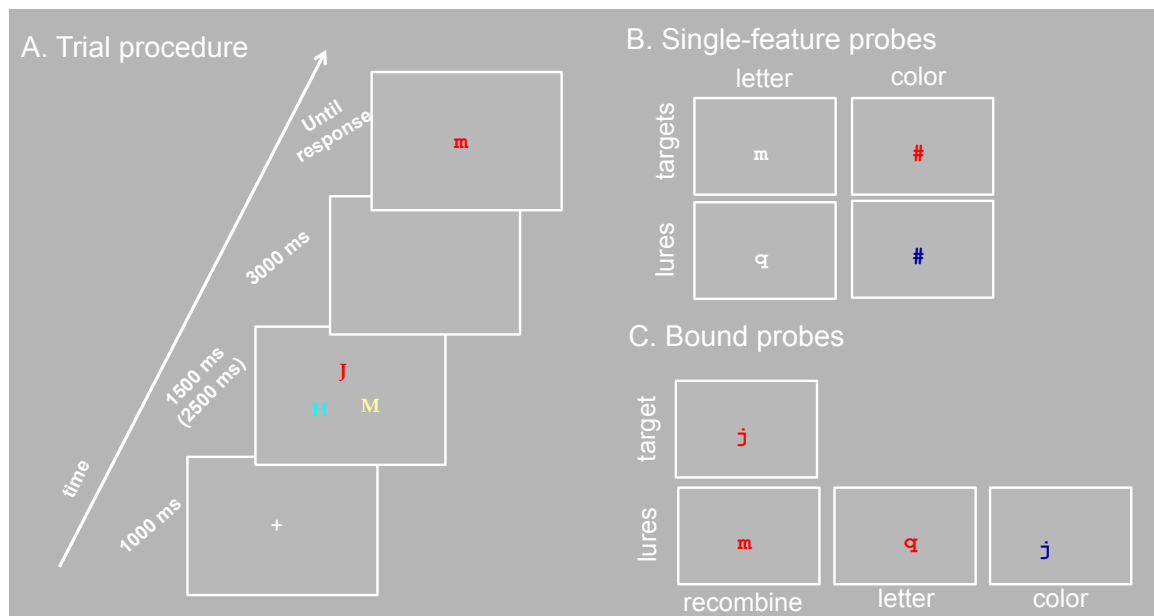 A. Trial procedure
Until
response
m
3000 ms
1500 ms
(2500 ms)
J
H M
time
1000 ms
+
B. Single-feature probes
letter color
targets
m #
lures
q #
C. Bound probes
target
j
lures
m q j
recombine letter color